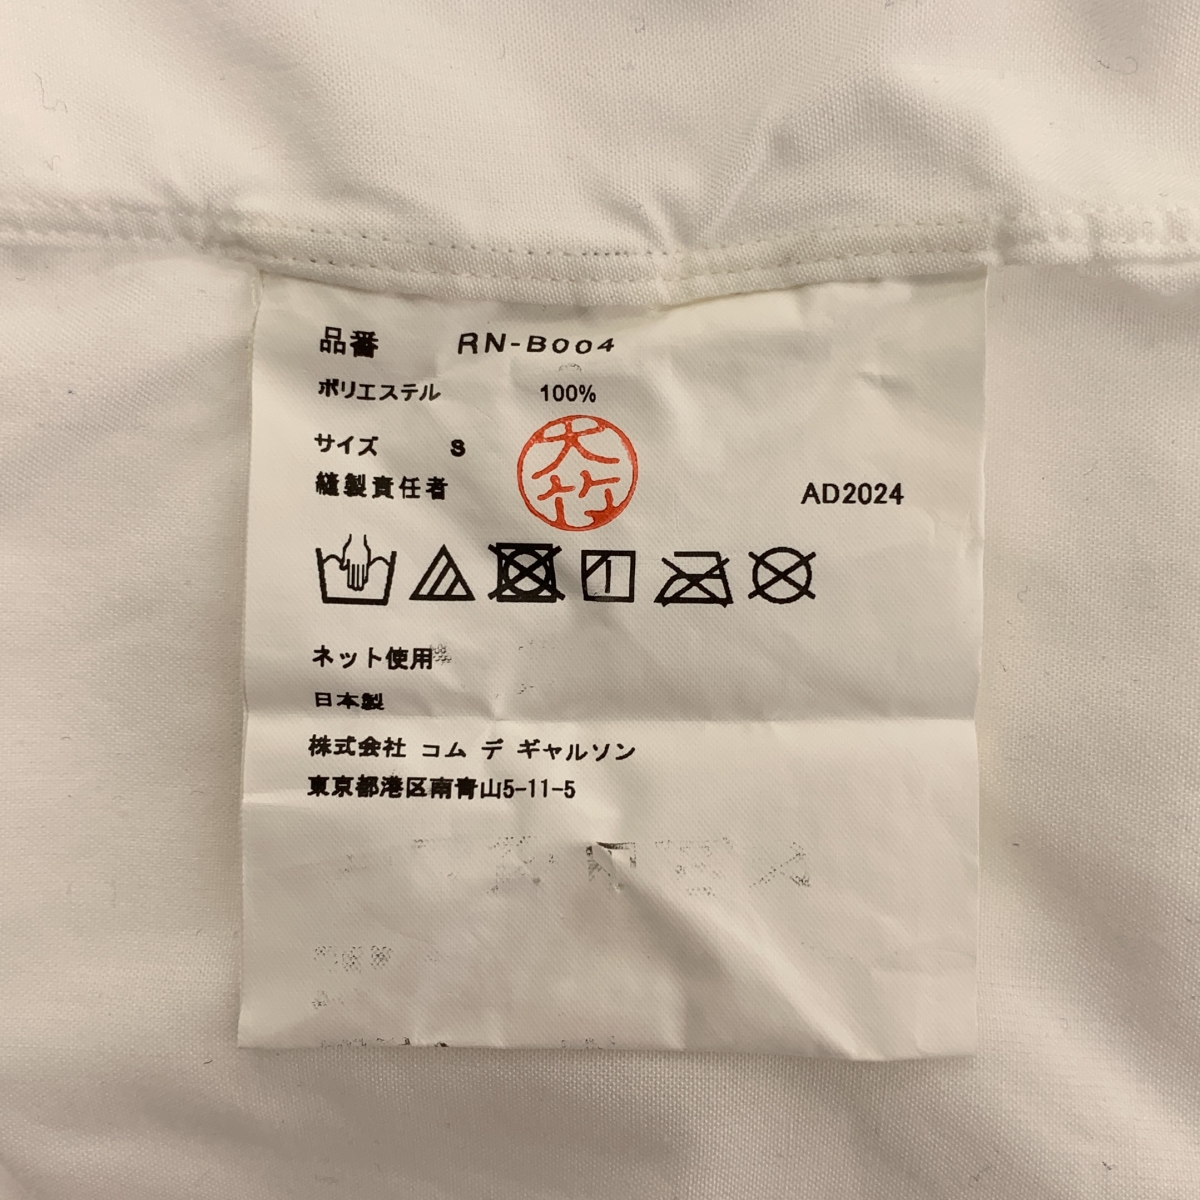 品番 RN-B004
ポリエステル 100%
サイズ S
大竹
縫製責任者 AD2024
ネット使用
日本製
株式会社 コム デ ギャルソン
東京都港区南青山5-11-5